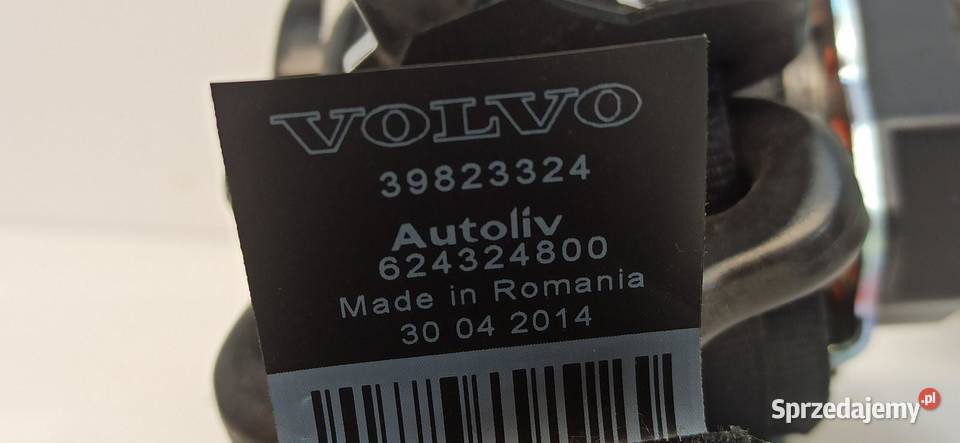 VOLVO
39823324
Autoliv
624324800
Made in Romania
30 04 2014
Sprzedajemy.pl